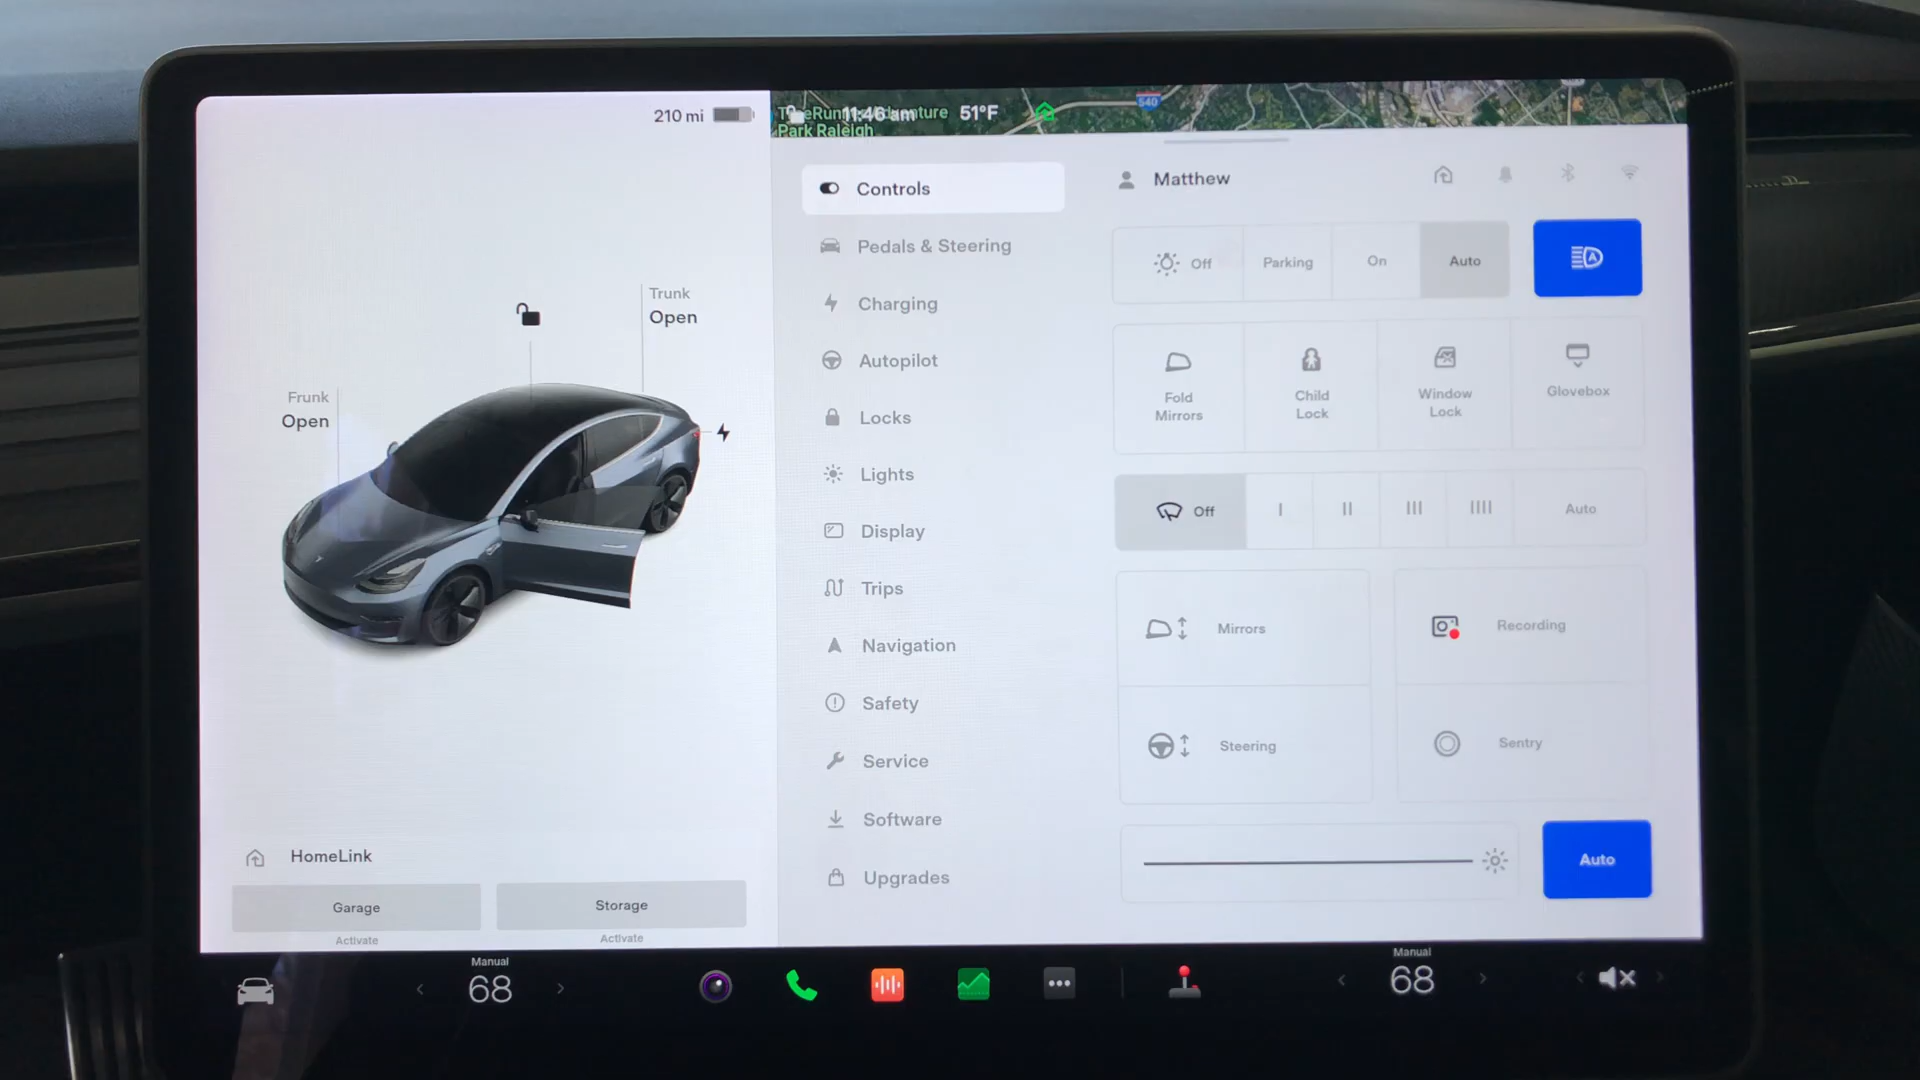 210 mi
11:46 am
51°F
540
Park Raleigh
Controls
Pedals & Steering
Charging
Autopilot
Locks
Lights
Display
Trips
Navigation
Safety
Service
Software
Upgrades
Matthew
Off
Parking
On
Auto
A
Fold
Mirrors
Child
Lock
Window
Lock
Glovebox
Off
I
II
III
IIII
Auto
Mirrors
Recording
Steering
Sentry
Auto
Trunk
Open
Frunk
Open
HomeLink
Garage
Activate
Storage
Activate
Manual
68
Manual
68